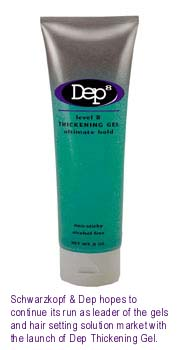 Dep8
level 8
THICKENING GEL
ultimate hold
non-sticky
alcohol free
NET WT. 8 OZ.
Schwarzkopf & Dep hopes to
continue its run as leader of the gels
and hair setting solution market with
the launch of Dep Thickening Gel.